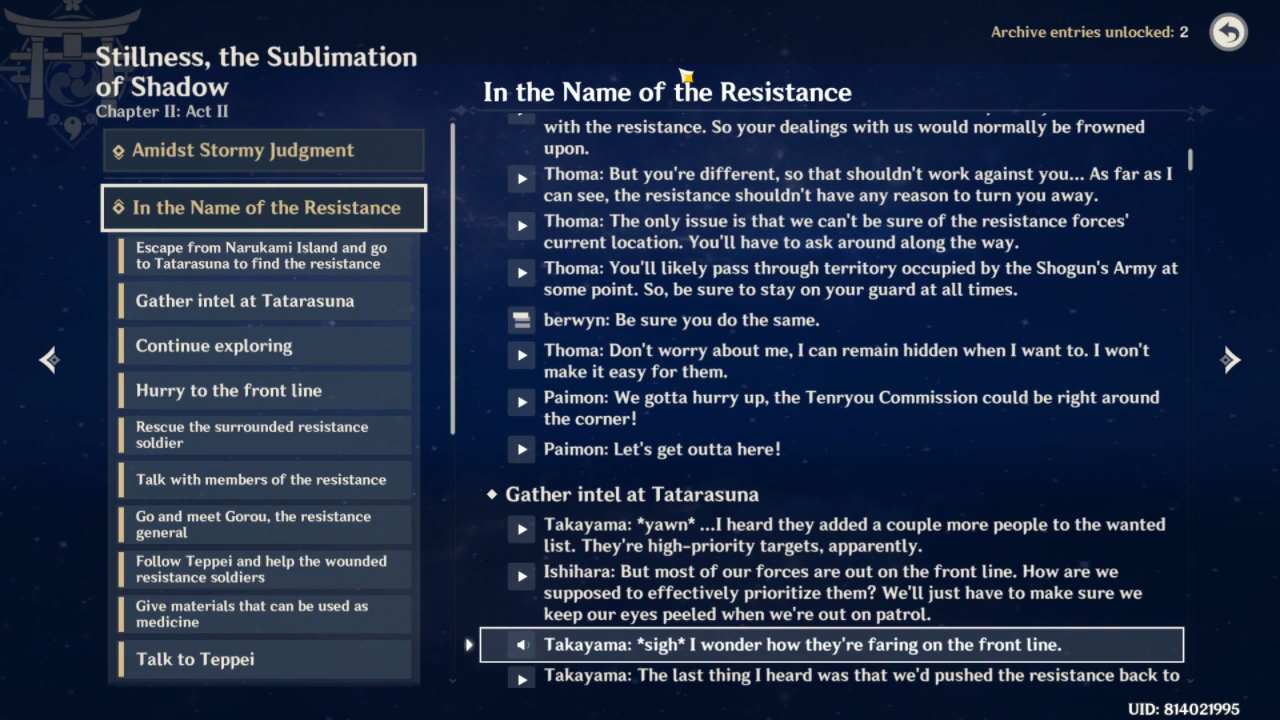 Archive entries unlocked: 2
Stillness, the Sublimation
of Shadow
Chapter II: Act II
Amidst Stormy Judgment
In the Name of the Resistance
Escape from Narukami Island and go
to Tatarasuna to find the resistance
Gather intel at Tatarasuna
Continue exploring
Hurry to the front line
Rescue the surrounded resistance
soldier
Talk with members of the resistance
Go and meet Gorou, the resistance
general
Follow Teppei and help the wounded
resistance soldiers
Give materials that can be used as
medicine
Talk to Teppei
In the Name of the Resistance
with the resistance. So your dealings with us would normally be frowned
upon.
Thoma: But you're different, so that shouldn't work against you... As far as I
can see, the resistance shouldn't have any reason to turn you away.
Thoma: The only issue is that we can't be sure of the resistance forces'
current location. You'll have to ask around along the way.
Thoma: You'll likely pass through territory occupied by the Shogun's Army at
some point. So, be sure to stay on your guard at all times.
berwyn: Be sure you do the same.
Thoma: Don't worry about me, I can remain hidden when I want to. I won't
make it easy for them.
Paimon: We gotta hurry up, the Tenryou Commission could be right around
the corner!
Paimon: Let's get outta here!
Gather intel at Tatarasuna
Takayama: *yawn* ...I heard they added a couple more people to the wanted
list. They're high-priority targets, apparently.
Ishihara: But most of our forces are out on the front line. How are we
supposed to effectively prioritize them? We'll just have to make sure we
keep our eyes peeled when we're out on patrol.
Takayama: *sigh* I wonder how they're faring on the front line.
Takayama: The last thing I heard was that we'd pushed the resistance back to
UID: 814021995